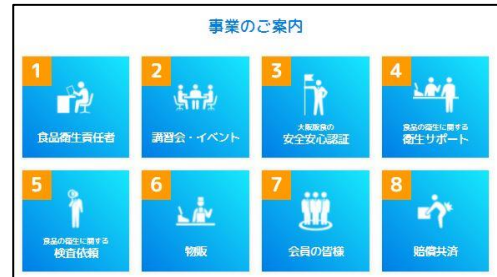 事業のご案内
1
食品衛生責任者
2
講習会・イベント
3
大阪版食の
安全安心認証
4
食品の衛生に関する
衛生サポート
5
食品の衛生に関する
検査依頼
6
物販
7
会員の皆様
8
賠償共済